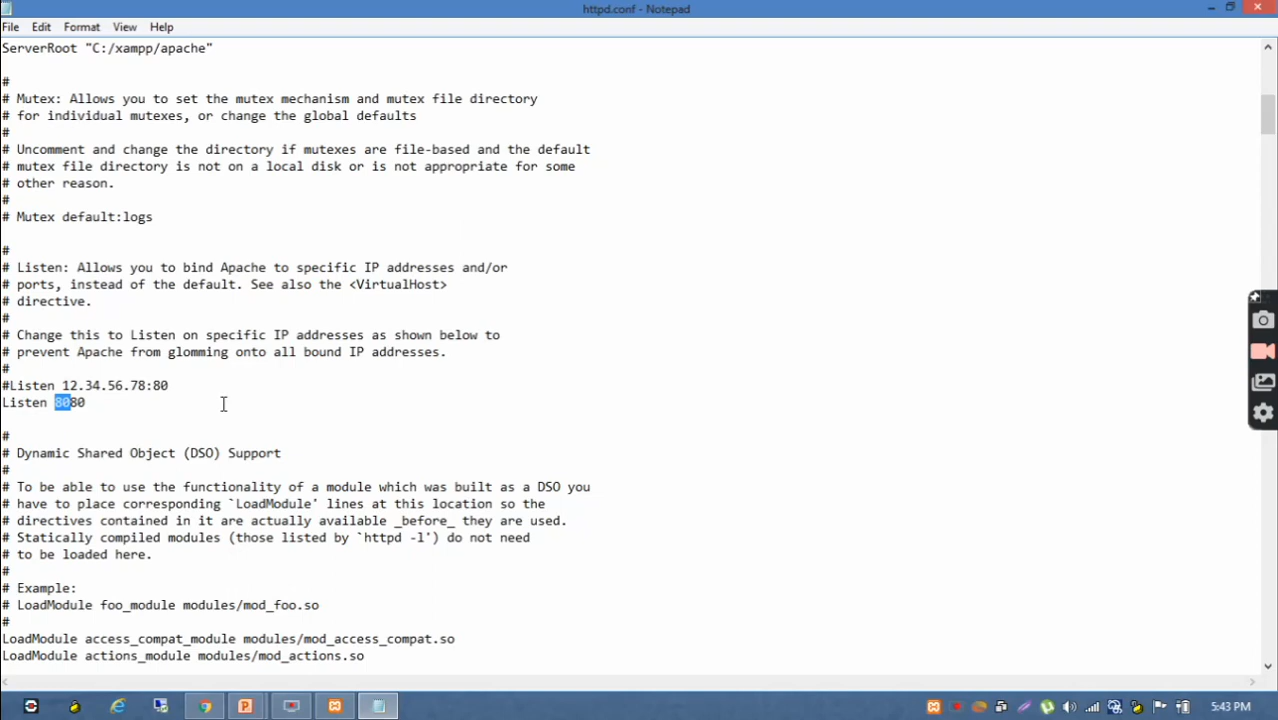 httpd.conf - Notepad
File Edit Format View Help
ServerRoot "C:/xampp/apache"
#
# Mutex: Allows you to set the mutex mechanism and mutex file directory
# for individual mutexes, or change the global defaults
#
# Uncomment and change the directory if mutexes are file-based and the default
# mutex file directory is not on a local disk or is not appropriate for some
# other reason.
#
# Mutex default:logs
#
# Listen: Allows you to bind Apache to specific IP addresses and/or
# ports, instead of the default. See also the <VirtualHost>
# directive.
#
# Change this to Listen on specific IP addresses as shown below to
# prevent Apache from glomming onto all bound IP addresses.
#
#Listen 12.34.56.78:80
Listen 8080
#
# Dynamic Shared Object (DSO) Support
#
# To be able to use the functionality of a module which was built as a DSO you
# have to place corresponding `LoadModule' lines at this location so the
# directives contained in it are actually available _before_ they are used.
# Statically compiled modules (those listed by `httpd -l') do not need
# to be loaded here.
#
# Example:
# LoadModule foo_module modules/mod_foo.so
#
LoadModule access_compat_module modules/mod_access_compat.so
LoadModule actions_module modules/mod_actions.so
5:43 PM